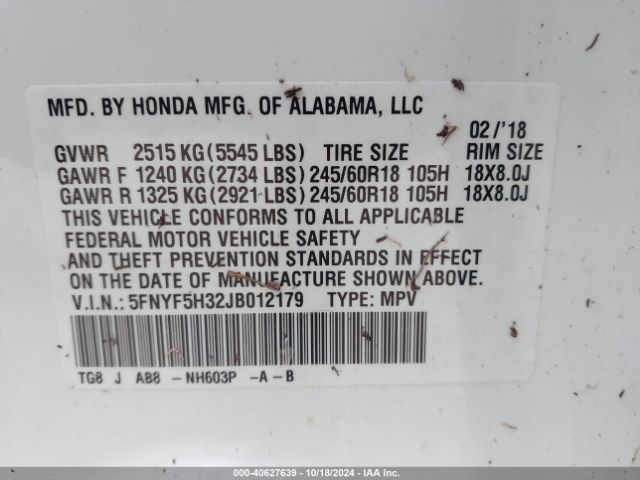 MFD. BY HONDA MFG. OF ALABAMA, LLC
02/'18
GVWR 2515 KG (5545 LBS) TIRE SIZE RIM SIZE
GAWR F 1240 KG (2734 LBS) 245/60R18 105H 18X8.0J
GAWR R 1325 KG (2921 LBS) 245/60R18 105H 18X8.0J
THIS VEHICLE CONFORMS TO ALL APPLICABLE
FEDERAL MOTOR VEHICLE SAFETY
AND THEFT PREVENTION STANDARDS IN EFFECT
ON THE DATE OF MANUFACTURE SHOWN ABOVE.
V.I.N.: 5FNYF5H32JB012179 TYPE: MPV
TG8 J AB8 -NH603P -A-B
000-40627639 - 10/18/2024 - IAA Inc.